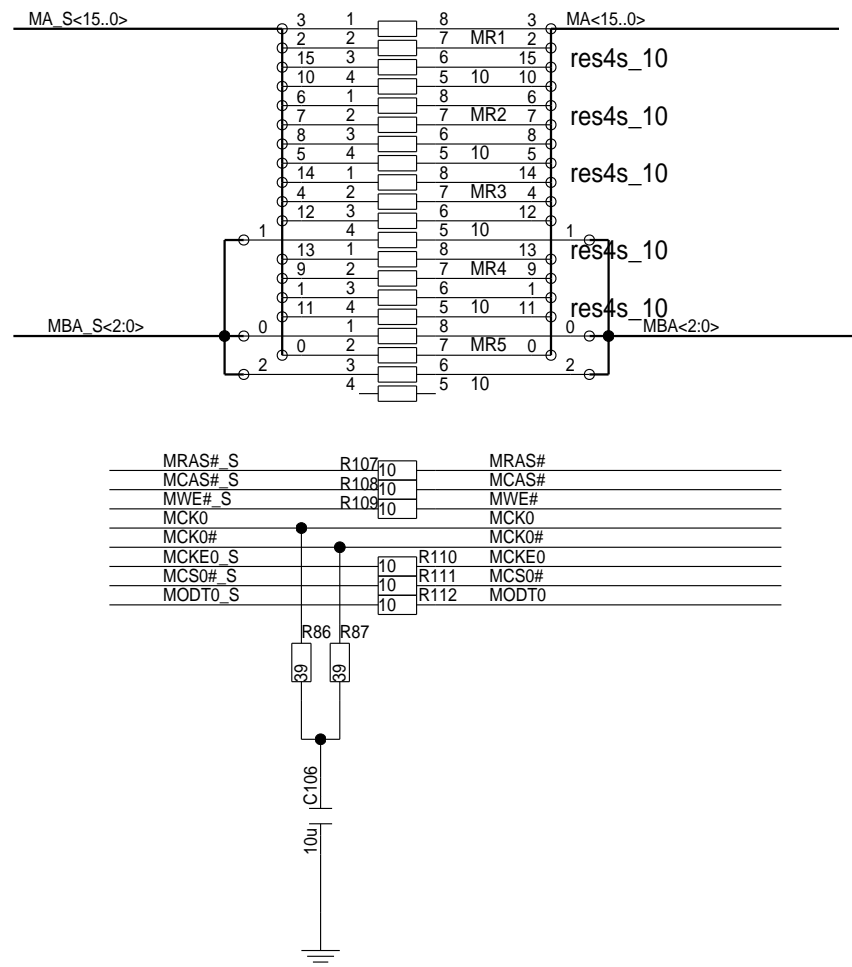 MA_S<15..0> 3 1 8 3 MA<15..0>
2 2 7 MR1 2
15 3 6 15 res4s_10
10 4 5 10 10
6 1 8 6
7 2 7 MR2 7 res4s_10
8 3 6 8
5 4 5 10 5
14 1 8 14 res4s_10
4 2 7 MR3 4
12 3 6 12
1 4 5 10 1
13 1 8 13 res4s_10
9 2 7 MR4 9
1 3 6 1
11 4 5 10 11 res4s_10
MBA_S<2:0> 0 1 8 0 MBA<2:0>
0 2 7 MR5 0
2 3 6 2
4 5 10
MRAS#_S R107 10 MRAS#
MCAS#_S R108 10 MCAS#
MWE#_S R109 10 MWE#
MCK0 MCK0
MCK0# MCK0#
MCKE0_S 10 R110 MCKE0
MCS0#_S 10 R111 MCS0#
MODT0_S 10 R112 MODT0
R86 R87
39 39
C106
10u